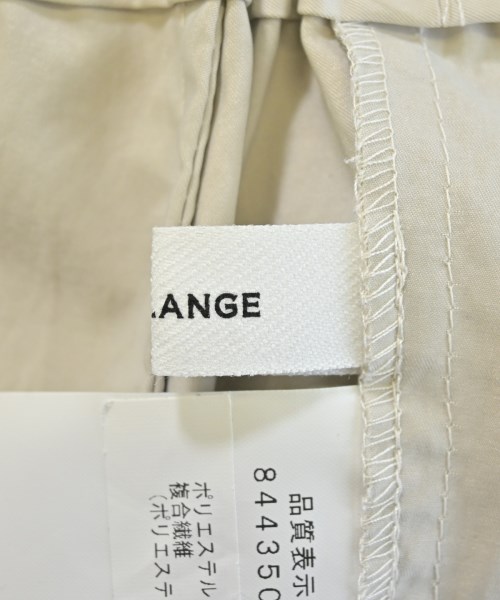 LANGE
品質表示
844350
ポリエステル
複合繊維
(ポリエステ